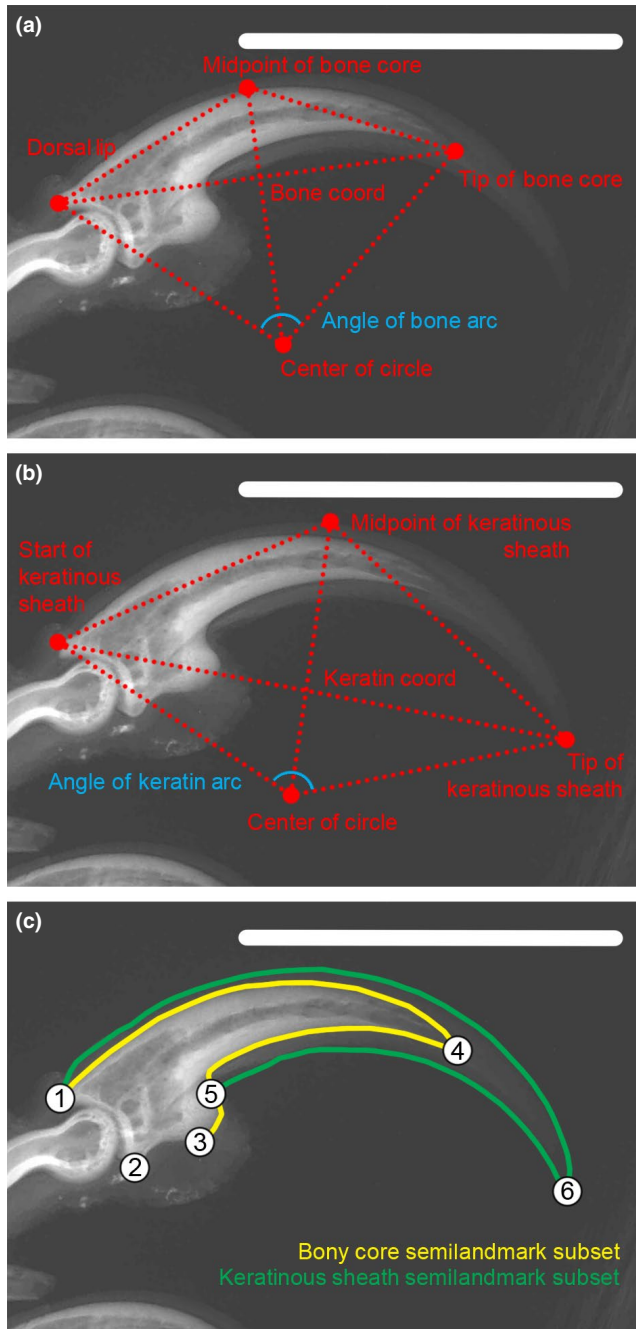 (a)
Midpoint of bone core
Dorsal lip
Tip of bone core
Bone coord
Angle of bone arc
Center of circle
(b)
Midpoint of keratinous
sheath
Start of
keratinous
sheath
Keratin coord
Angle of keratin arc
Tip of
keratinous sheath
Center of circle
(c)
1
4
5
3
2
6
Bony core semilandmark subset
Keratinous sheath semilandmark subset